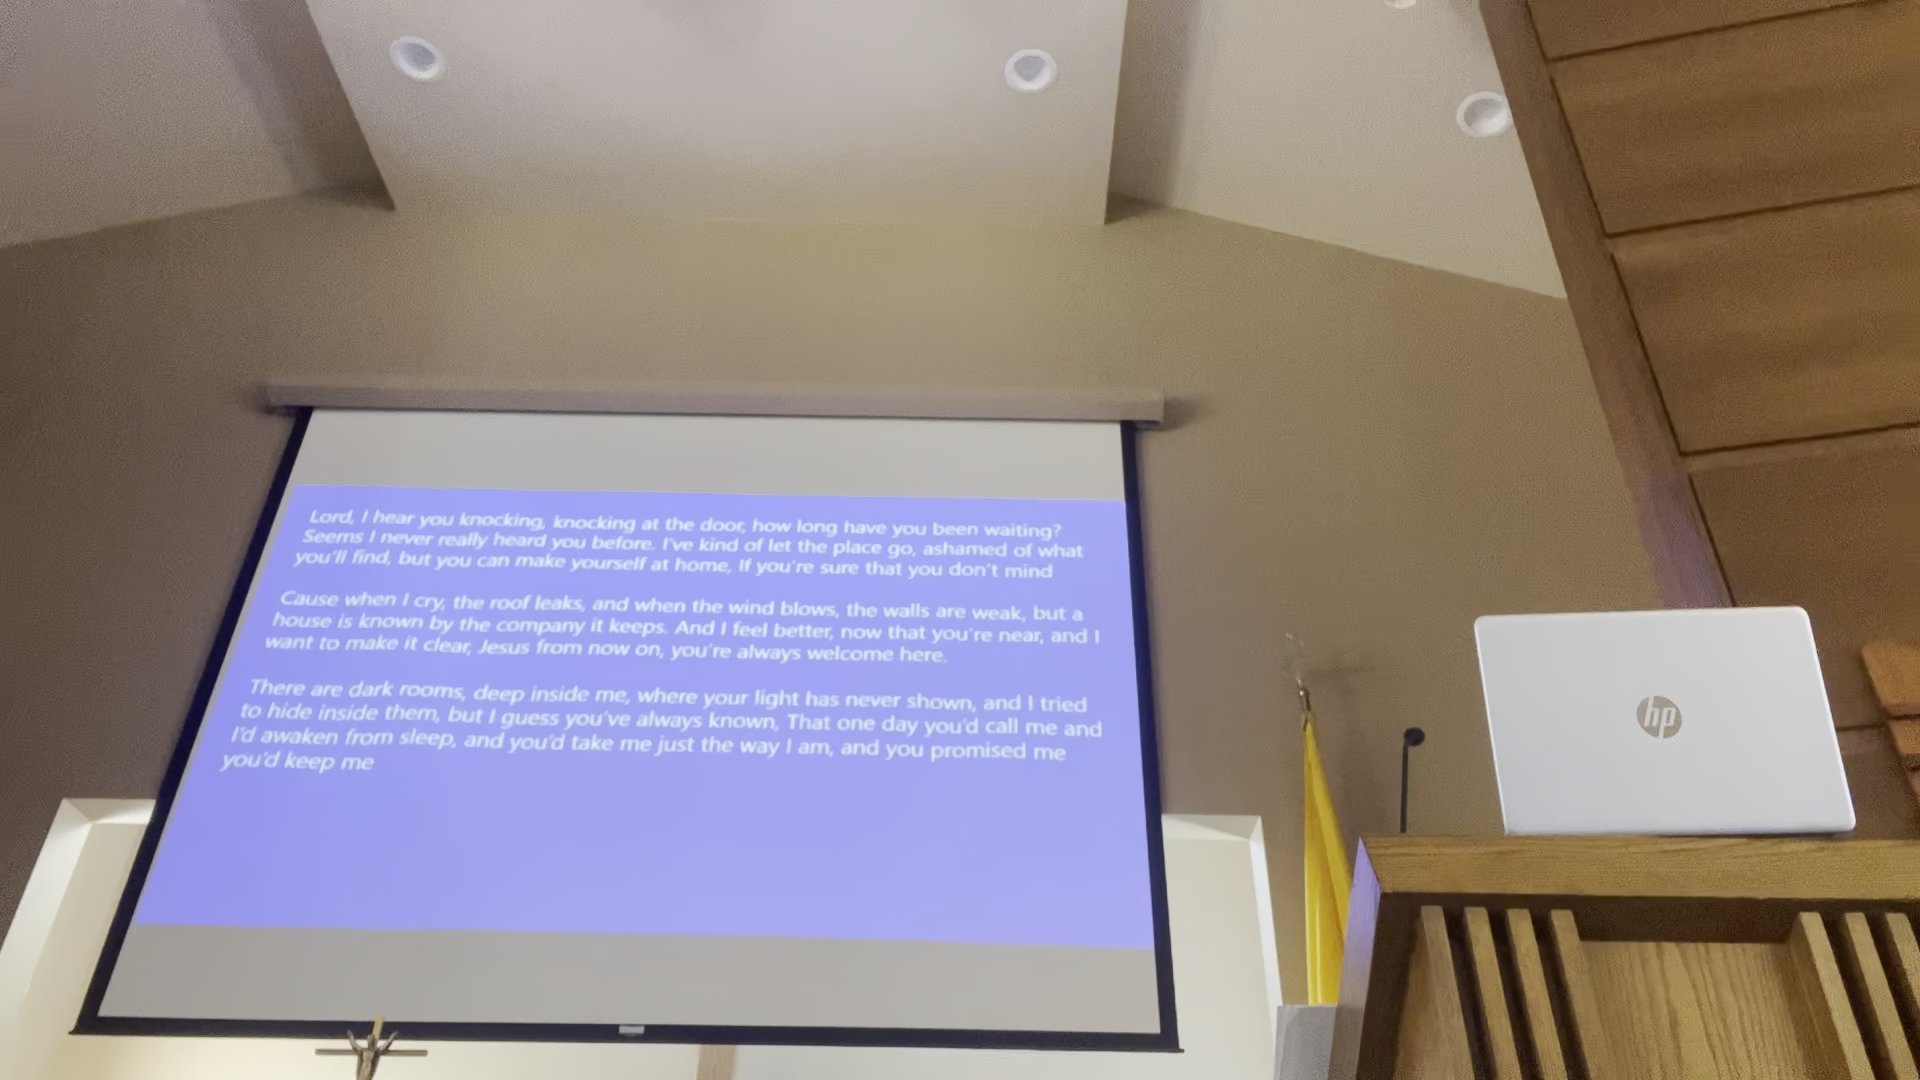 Lord, I hear you knocking, knocking at the door, how long have you been waiting?
Seems I never really heard you before. I've kind of let the place go, ashamed of what
you'll find, but you can make yourself at home, If you're sure that you don't mind
Cause when I cry, the roof leaks, and when the wind blows, the walls are weak, but a
house is known by the company it keeps. And I feel better, now that you're near, and I
want to make it clear, Jesus from now on, you're always welcome here.
There are dark rooms, deep inside me, where your light has never shown, and I tried
to hide inside them, but I guess you've always known, That one day you'd call me and
I'd awaken from sleep, and you'd take me just the way I am, and you promised me
you'd keep me
hp